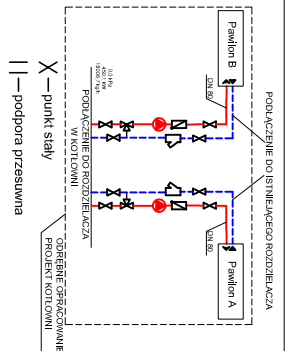 PODŁĄCZENIE DO ISTNIEJĄCEGO ROZDZIELACZA
Pawilon B
Pawilon A
DN 80
DN 80
PODŁĄCZENIE DO ROZDZIELACZA
W KOTŁOWNI
ODRĘBNE OPRACOWANIE
PROJEKT KOTŁOWNI
X – punkt stały
|| – podpora przesuwna